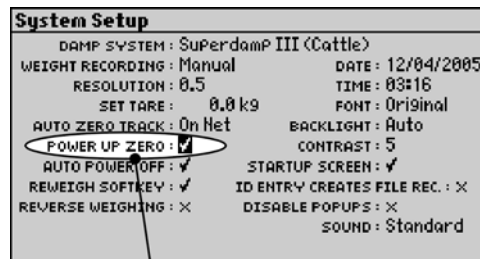 System Setup
DAMP SYSTEM : Superdamp III (Cattle)
WEIGHT RECORDING : Manual DATE : 12/04/2005
RESOLUTION : 0.5 TIME : 03:16
SET TARE : 0.0 kg FONT : Original
AUTO ZERO TRACK : On Net BACKLIGHT : Auto
POWER UP ZERO : ✓ CONTRAST : 5
AUTO POWER OFF : ✓ STARTUP SCREEN : ✓
REWEIGH SOFTKEY : ✓ ID ENTRY CREATES FILE REC. : ×
REVERSE WEIGHING : × DISABLE POPUPS : ×
SOUND : Standard